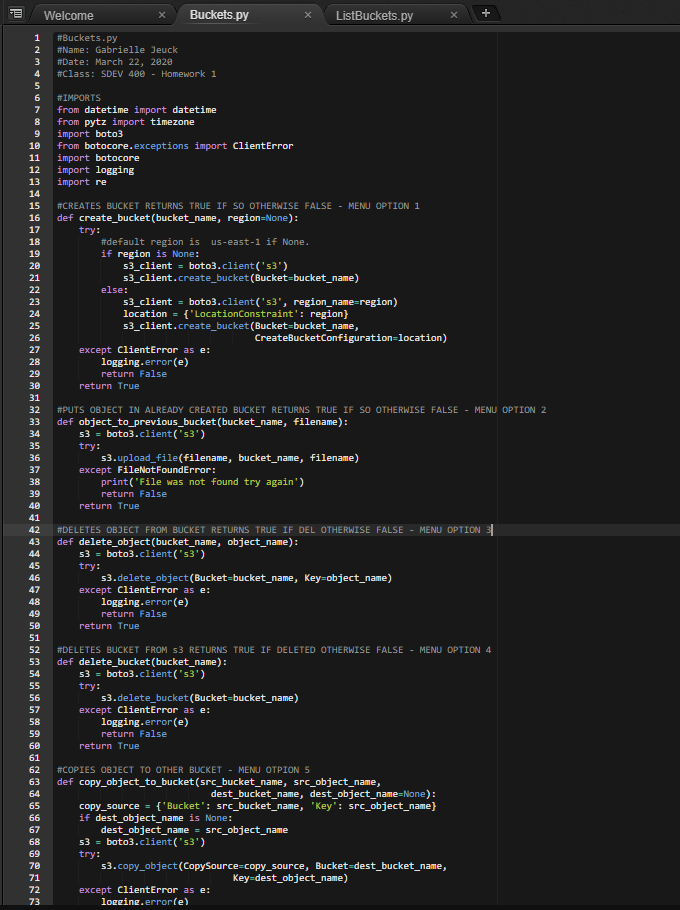 Welcome × Buckets.py × ListBuckets.py × +
1 #Buckets.py
2 #Name: Gabrielle Jeuck
3 #Date: March 22, 2020
4 #Class: SDEV 400 - Homework 1
5
6 #IMPORTS
7 from datetime import datetime
8 from pytz import timezone
9 import boto3
10 from botocore.exceptions import ClientError
11 import botocore
12 import logging
13 import re
14
15 #CREATES BUCKET RETURNS TRUE IF SO OTHERWISE FALSE - MENU OPTION 1
16 def create_bucket(bucket_name, region=None):
17     try:
18         #default region is  us-east-1 if None.
19         if region is None:
20             s3_client = boto3.client('s3')
21             s3_client.create_bucket(Bucket=bucket_name)
22         else:
23             s3_client = boto3.client('s3', region_name=region)
24             location = {'LocationConstraint': region}
25             s3_client.create_bucket(Bucket=bucket_name,
26                                     CreateBucketConfiguration=location)
27     except ClientError as e:
28         logging.error(e)
29         return False
30     return True
31
32 #PUTS OBJECT IN ALREADY CREATED BUCKET RETURNS TRUE IF SO OTHERWISE FALSE - MENU OPTION 2
33 def object_to_previous_bucket(bucket_name, filename):
34     s3 = boto3.client('s3')
35     try:
36         s3.upload_file(filename, bucket_name, filename)
37     except FileNotFoundError:
38         print('File was not found try again')
39         return False
40     return True
41
42 #DELETES OBJECT FROM BUCKET RETURNS TRUE IF DEL OTHERWISE FALSE - MENU OPTION 3
43 def delete_object(bucket_name, object_name):
44     s3 = boto3.client('s3')
45     try:
46         s3.delete_object(Bucket=bucket_name, Key=object_name)
47     except ClientError as e:
48         logging.error(e)
49         return False
50     return True
51
52 #DELETES BUCKET FROM s3 RETURNS TRUE IF DELETED OTHERWISE FALSE - MENU OPTION 4
53 def delete_bucket(bucket_name):
54     s3 = boto3.client('s3')
55     try:
56         s3.delete_bucket(Bucket=bucket_name)
57     except ClientError as e:
58         logging.error(e)
59         return False
60     return True
61
62 #COPIES OBJECT TO OTHER BUCKET - MENU OTPION 5
63 def copy_object_to_bucket(src_bucket_name, src_object_name,
64                             dest_bucket_name, dest_object_name=None):
65     copy_source = {'Bucket': src_bucket_name, 'Key': src_object_name}
66     if dest_object_name is None:
67         dest_object_name = src_object_name
68     s3 = boto3.client('s3')
69     try:
70         s3.copy_object(CopySource=copy_source, Bucket=dest_bucket_name,
71                                 Key=dest_object_name)
72     except ClientError as e:
73         logging.error(e)